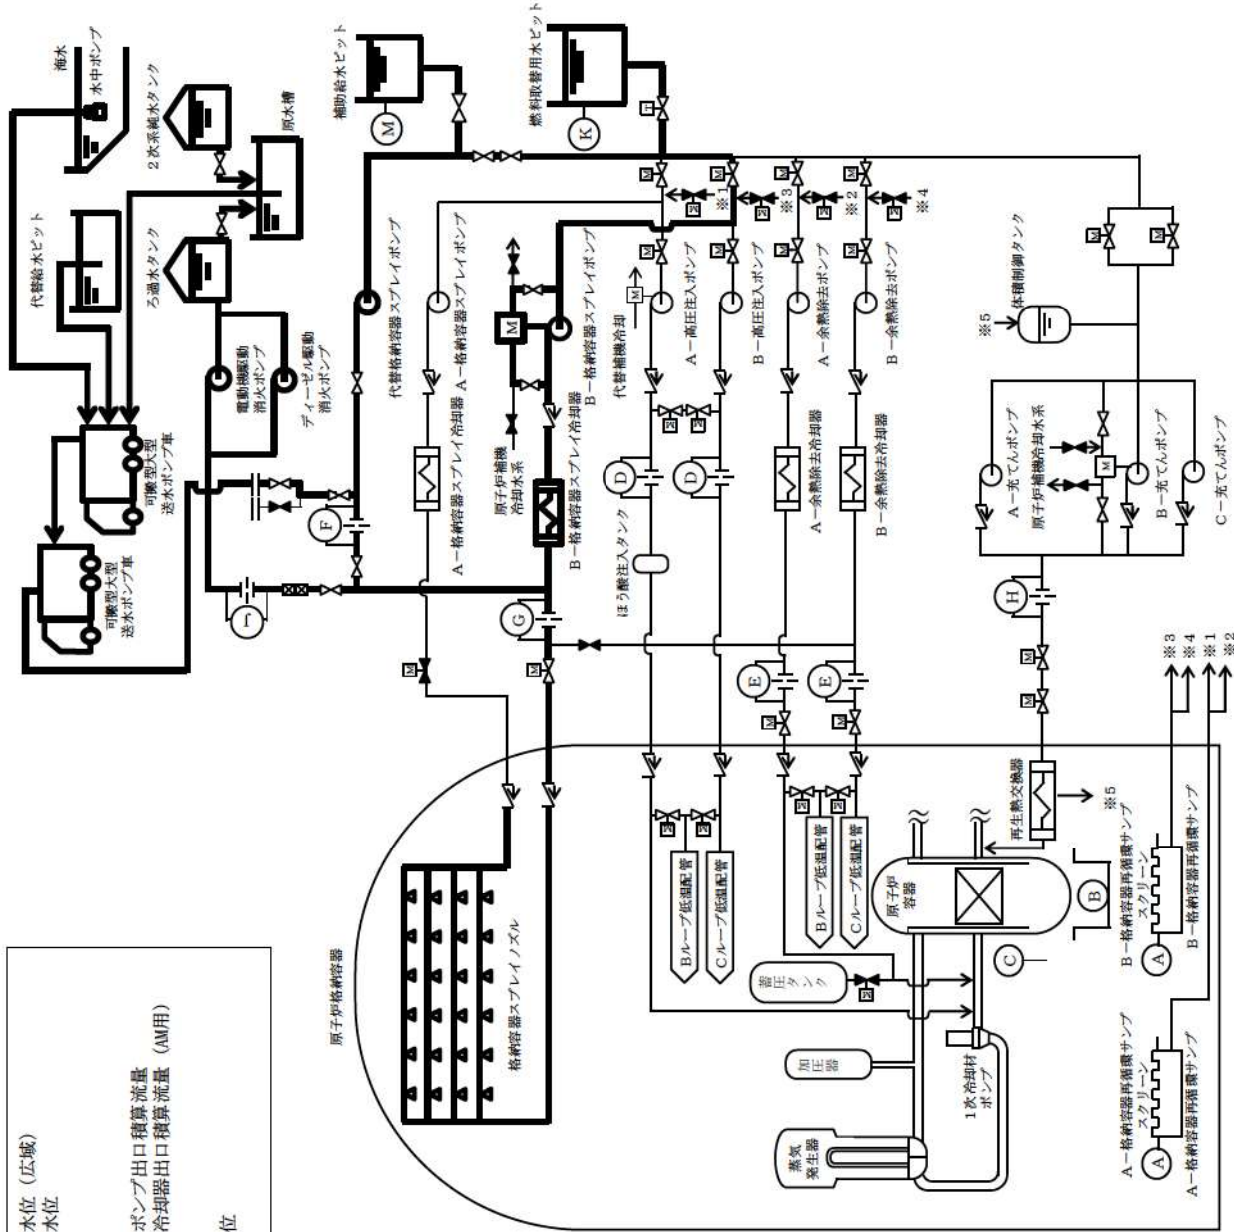 水位（広域）
水位
ポンプ出口積算流量
冷却器出口積算流量（AM用）
位
海水
水中ポンプ
2次系純水タンク
原水槽
代替給水ピット
ろ過水タンク
可搬型大型
送水ポンプ車
可搬型大型
送水ポンプ車
電動機駆動
消火ポンプ
ディーゼル駆動
消火ポンプ
補助給水ピット
M
燃料取替用水ピット
K
T
代替格納容器スプレイポンプ
A－格納容器スプレイポンプ
A－格納容器スプレイ冷却器
B－格納容器スプレイポンプ
B－格納容器スプレイ冷却器
原子炉補機
冷却水系
M
F
J
G
M
M
代替補機冷却
M
A－高圧注入ポンプ
B－高圧注入ポンプ
A－余熱除去ポンプ
B－余熱除去ポンプ
M
M
M
M
M
M
M
M
M
M
M
M
※1
※3
※2
※4
M
M
D
D
ほう酸注入タンク
A－余熱除去冷却器
B－余熱除去冷却器
E
E
M
M
体積制御タンク
※5
M
M
A－充てんポンプ
原子炉補機冷却水系
M
B－充てんポンプ
C－充てんポンプ
H
M
M
原子炉格納容器
格納容器スプレイノズル
M
M
Bループ低温配管
Cループ低温配管
M
M
Bループ低温配管
Cループ低温配管
蓄圧タンク
M
加圧器
蒸気
発生器
1次冷却材
ポンプ
原子炉
容器
C
B
再生熱交換器
※5
B－格納容器再循環サンプ
スクリーン
A
B－格納容器再循環サンプ
A－格納容器再循環サンプ
スクリーン
A
A－格納容器再循環サンプ
※3
※4
※1
※2